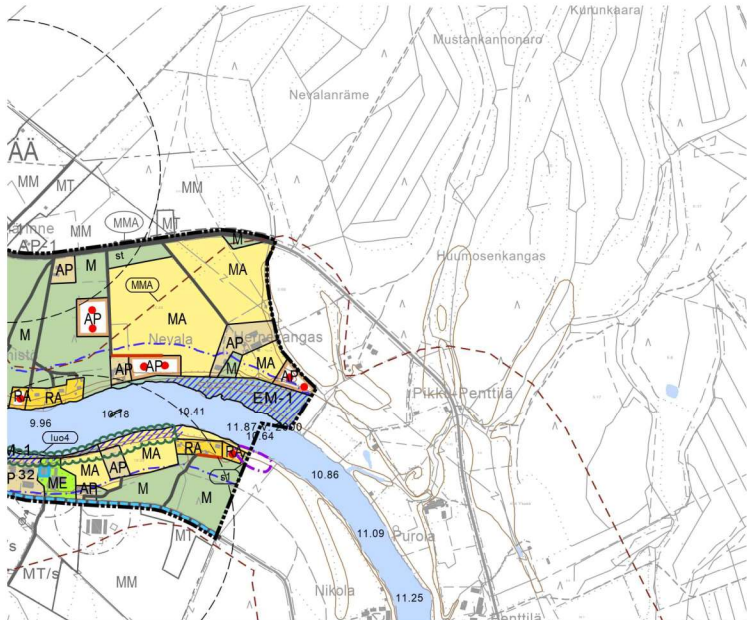 Kurunkaara
Mustankannonaro
Nevalanräme
ÄÄ
MM
MT
MM
MMA
MT
MM
AP-1
M
st
MA
Huumosenkangas
AP
M
MMA
AP
MA
M
Nevala
AP
AP
AP
M
MA
AP
Pikku-Penttilä
RA
RA
EM-1
9.96
10.18
10.41
11.87
10.64
luo4
RA
RA
MA
MA
AP
32
ME
AP
M
M
st
10.86
11.09
Purola
MT
MT/s
MM
Nikola
11.25
Penttilä